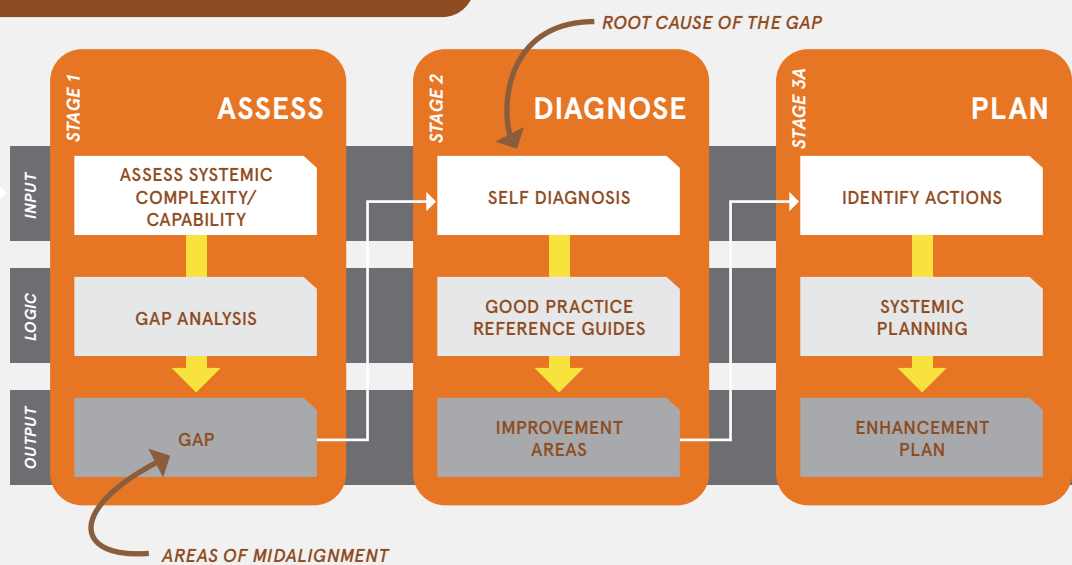 ROOT CAUSE OF THE GAP
STAGE 1
ASSESS
STAGE 2
DIAGNOSE
STAGE 3A
PLAN
INPUT
ASSESS SYSTEMIC
COMPLEXITY/
CAPABILITY
SELF DIAGNOSIS
IDENTIFY ACTIONS
LOGIC
GAP ANALYSIS
GOOD PRACTICE
REFERENCE GUIDES
SYSTEMIC
PLANNING
OUTPUT
GAP
IMPROVEMENT
AREAS
ENHANCEMENT
PLAN
AREAS OF MIDALIGNMENT